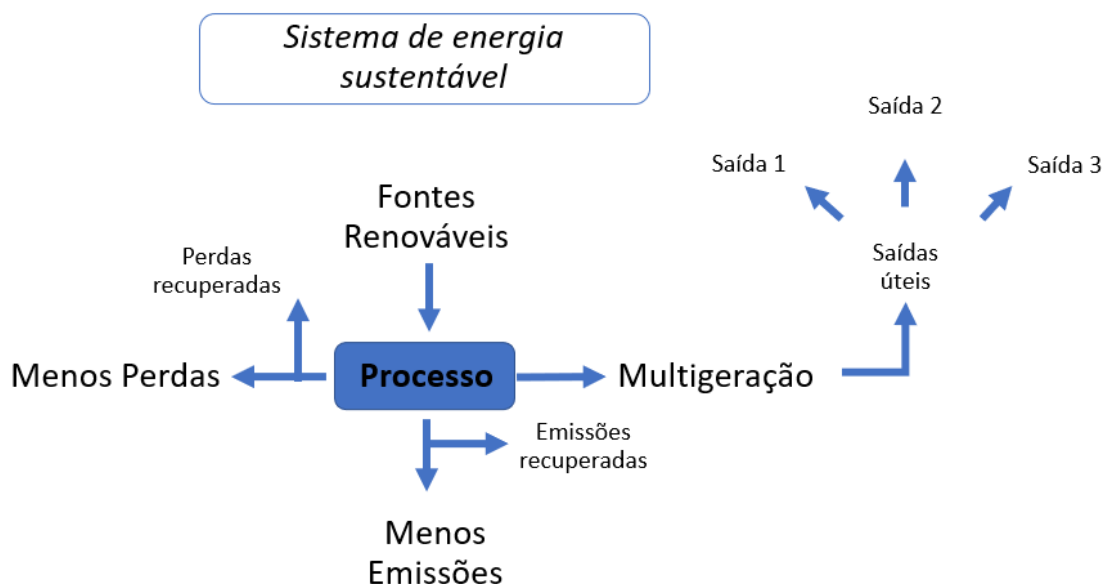 Sistema de energia
sustentável
Saída 2
Saída 1
Saída 3
Fontes
Renováveis
Perdas
recuperadas
Saídas
úteis
Menos Perdas
Processo
Multigeração
Emissões
recuperadas
Menos
Emissões